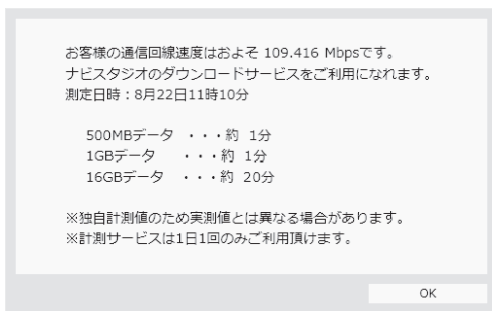 お客様の通信回線速度はおよそ 109.416 Mbpsです。
ナビスタジオのダウンロードサービスをご利用になれます。
測定日時：8月22日11時10分
500MBデータ ・・・約 1分
1GBデータ ・・・約 1分
16GBデータ ・・・約 20分
※独自計測値のため実測値とは異なる場合があります。
※計測サービスは1日1回のみご利用頂けます。
OK